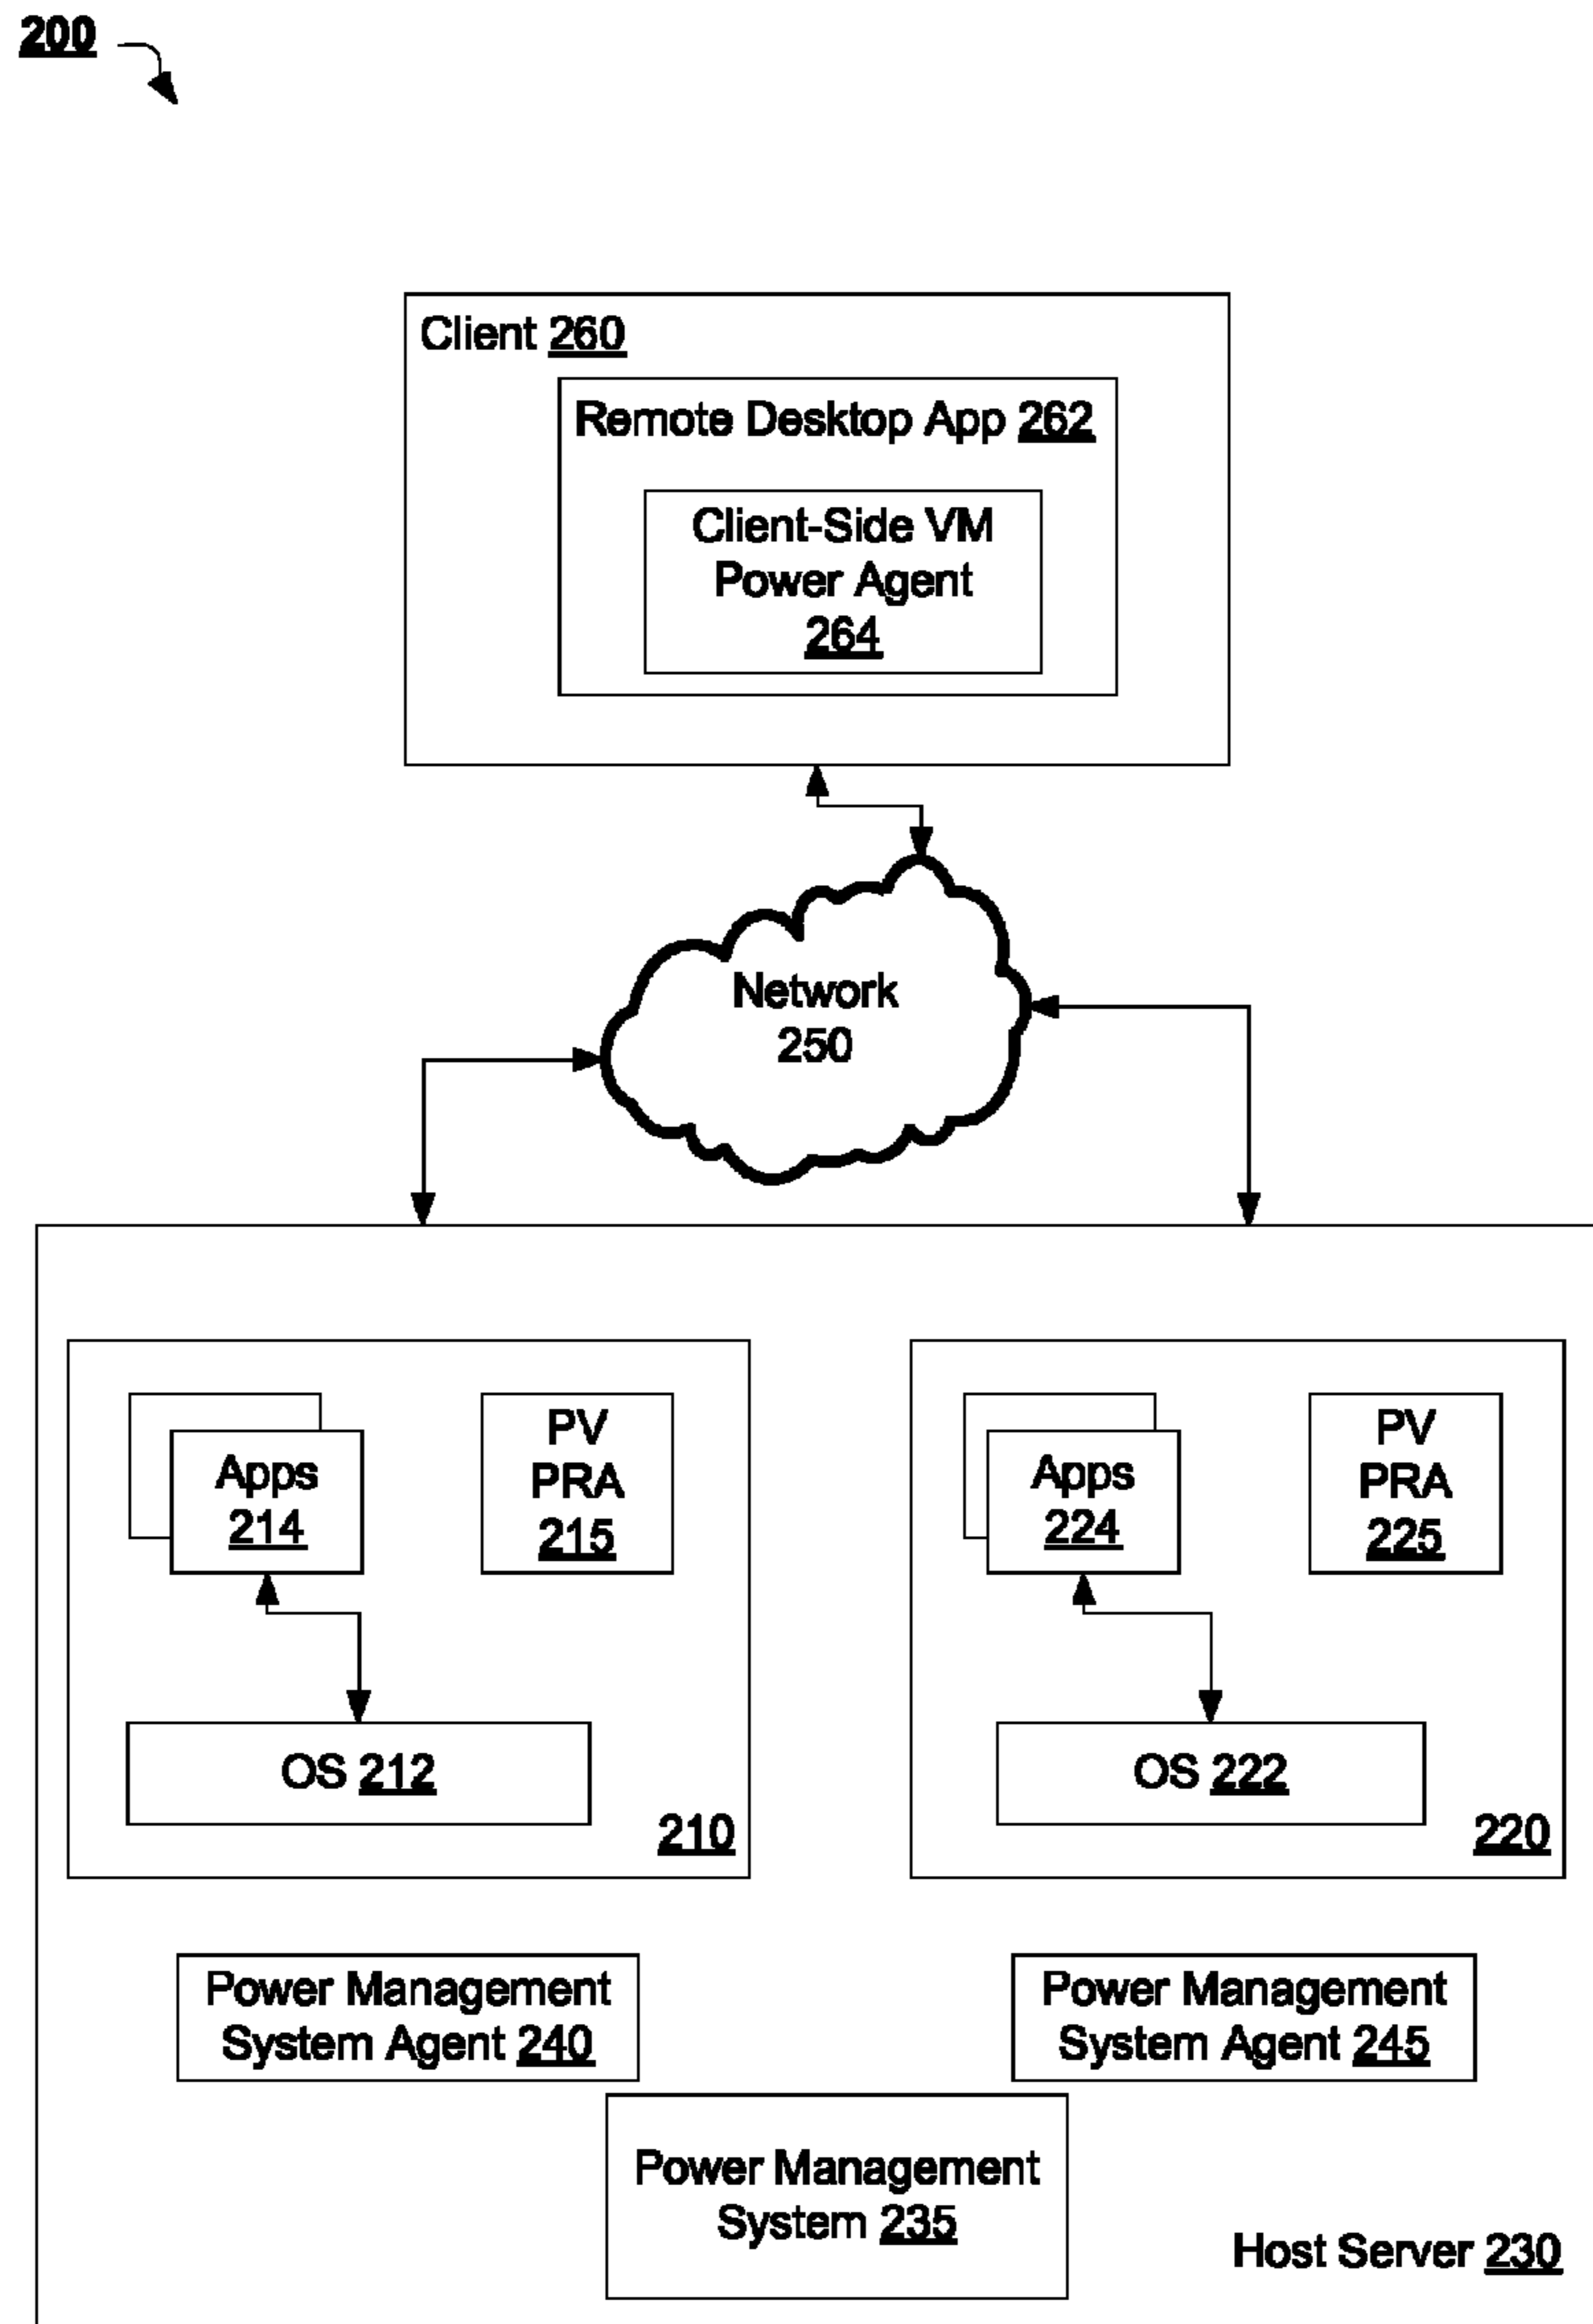 200
Client 260
Remote Desktop App 262
Client-Side VM
Power Agent
264
Network
250
Apps
214
PV
PRA
215
OS 212
210
Apps
224
PV
PRA
225
OS 222
220
Power Management
System Agent 240
Power Management
System Agent 245
Power Management
System 235
Host Server 230